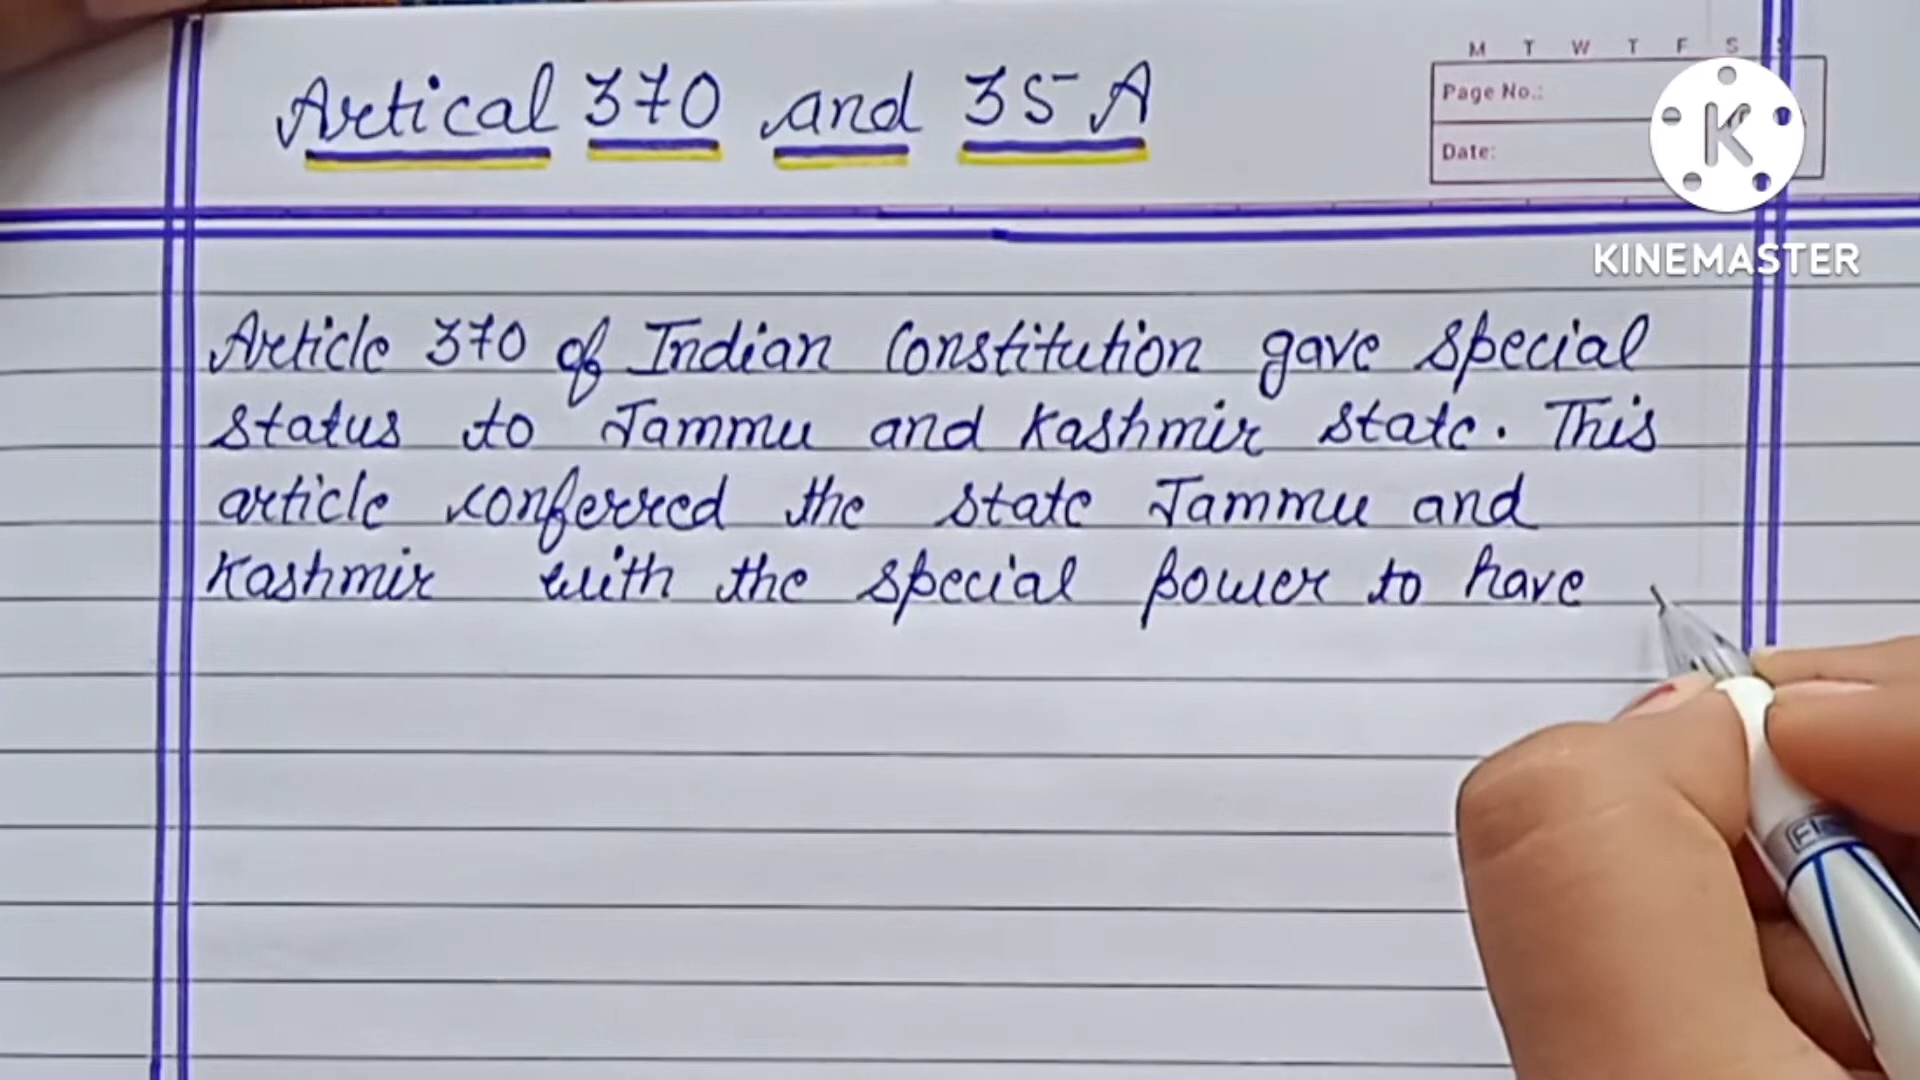 Artical 370 and 35-A
M T W T F S S
Page No.:
Date:
K
KINEMASTER
Article 370 of Indian Constitution gave special
status to Jammu and Kashmir state. This
article conferred the state Jammu and
Kashmir with the special power to have